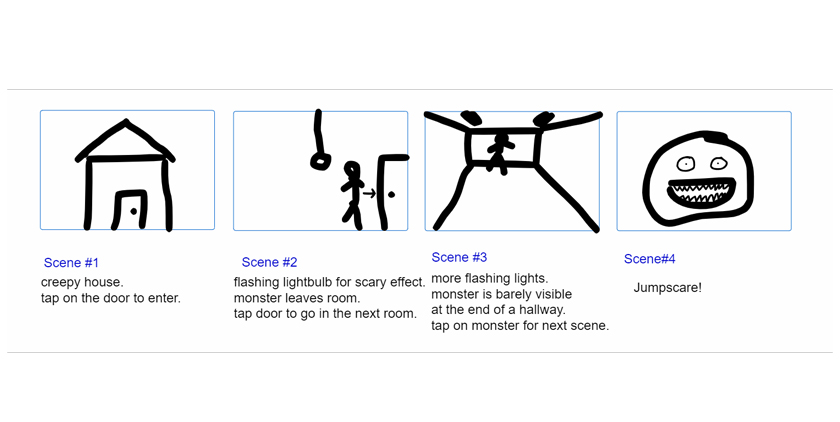 Scene #1
creepy house.
tap on the door to enter.
Scene #2
flashing lightbulb for scary effect.
monster leaves room.
tap door to go in the next room.
Scene #3
more flashing lights.
monster is barely visible
at the end of a hallway.
tap on monster for next scene.
Scene#4
Jumpscare!